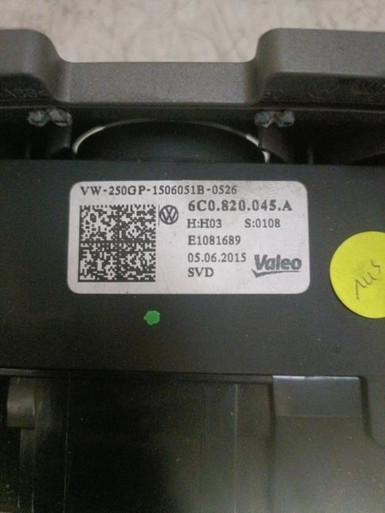 VW-250GP-1506051B-0526
6C0.820.045.A
H:H03 S:0108
E1081689
05.06.2015
SVD
Valeo